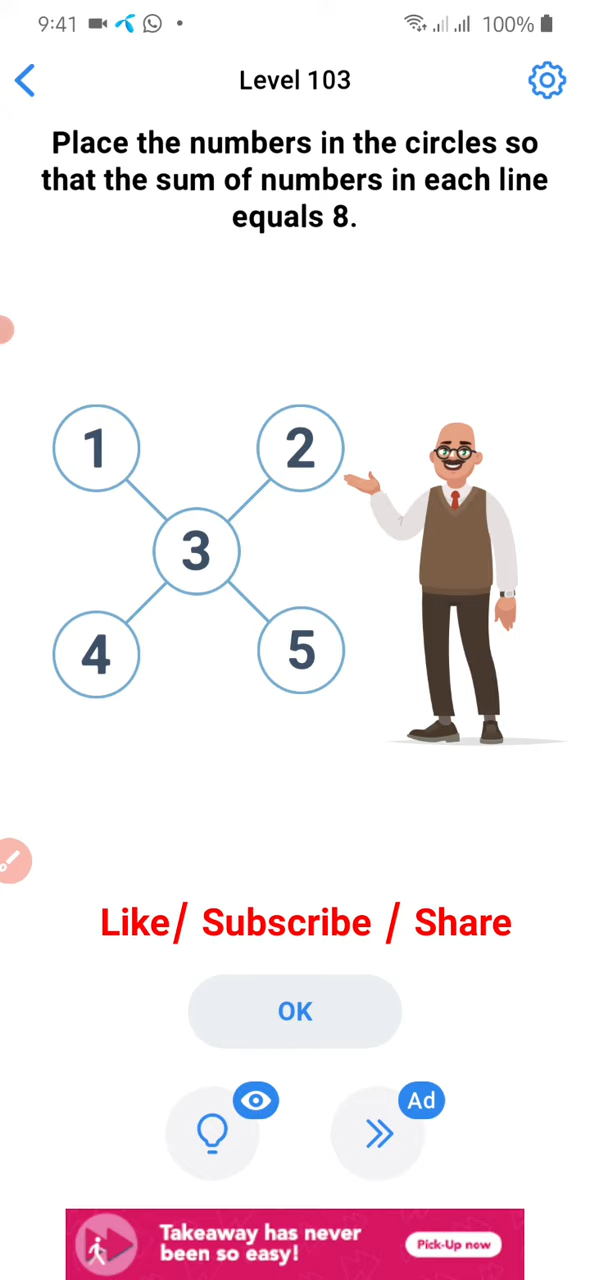 9:41 100%
Level 103
Place the numbers in the circles so
that the sum of numbers in each line
equals 8.
1 2
3
4 5
Like/ Subscribe / Share
OK
Ad
Takeaway has never
been so easy!
Pick-Up now